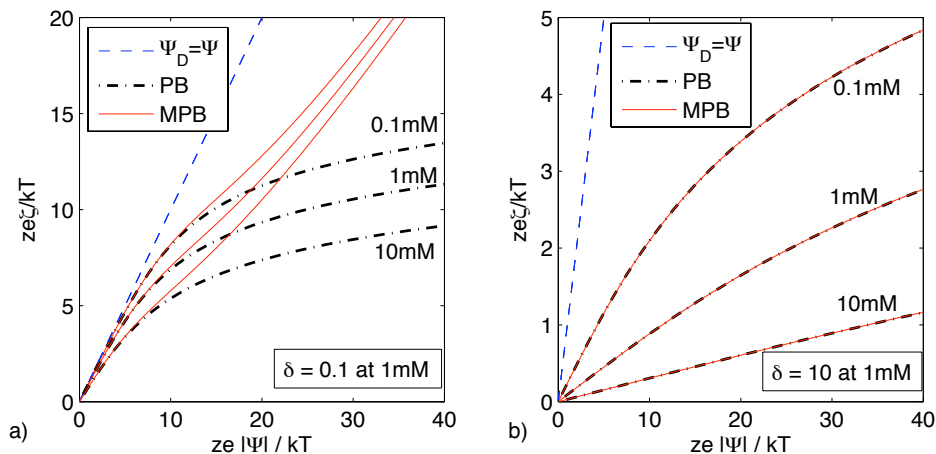 20
15
10
5
0
zeζ/kT
Ψ_D=Ψ
PB
MPB
0.1mM
1mM
10mM
δ = 0.1 at 1mM
0 10 20 30 40
a)
ze |Ψ| / kT
5
4
3
2
1
0
zeζ/kT
Ψ_D=Ψ
PB
MPB
0.1mM
1mM
10mM
δ = 10 at 1mM
0 10 20 30 40
b)
ze |Ψ| / kT